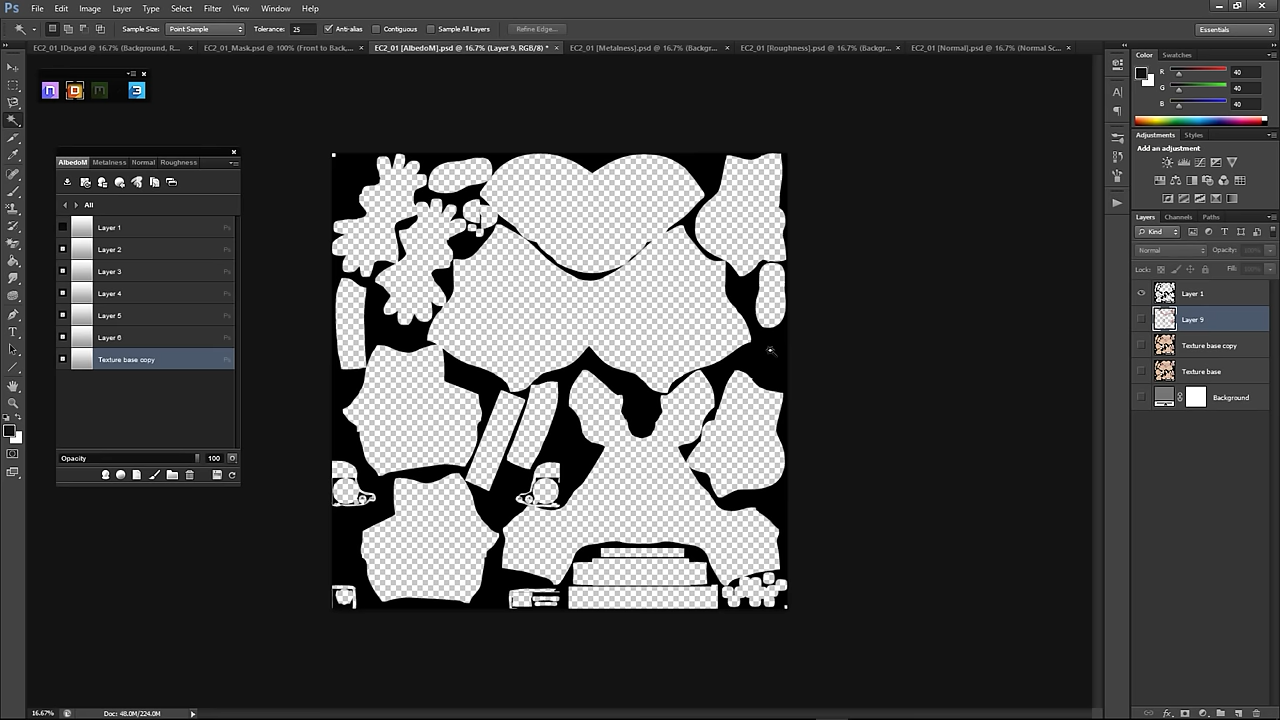 Ps File Edit Image Layer Type Select Filter View Window Help
Sample Size: Point Sample Tolerance: 25 Anti-alias Contiguous Sample All Layers Refine Edge... Essentials
EC2_01_IDs.psd @ 16.7% (Background, R... × EC2_01_Mask.psd @ 100% (Front to Back,... × EC2_01 [AlbedoM].psd @ 16.7% (Layer 9, RGB/8) * × EC2_01 [Metalness].psd @ 16.7% (Backgr... × EC2_01 [Roughness].psd @ 16.7% (Backgr... × EC2_01 [Normal].psd @ 16.7% (Normal Sc... ×
Color Swatches
R 40
G 40
B 40
Adjustments Styles
Add an adjustment
AlbedoM Metalness Normal Roughness
All
Layer 1
Layer 2
Layer 3
Layer 4
Layer 5
Layer 6
Texture base copy
Opacity 100
Layers Channels Paths
Kind
Normal Opacity:
Lock: Fill:
Layer 1
Layer 9
Texture base copy
Texture base
Background
16.67% Doc: 48.0M/224.0M